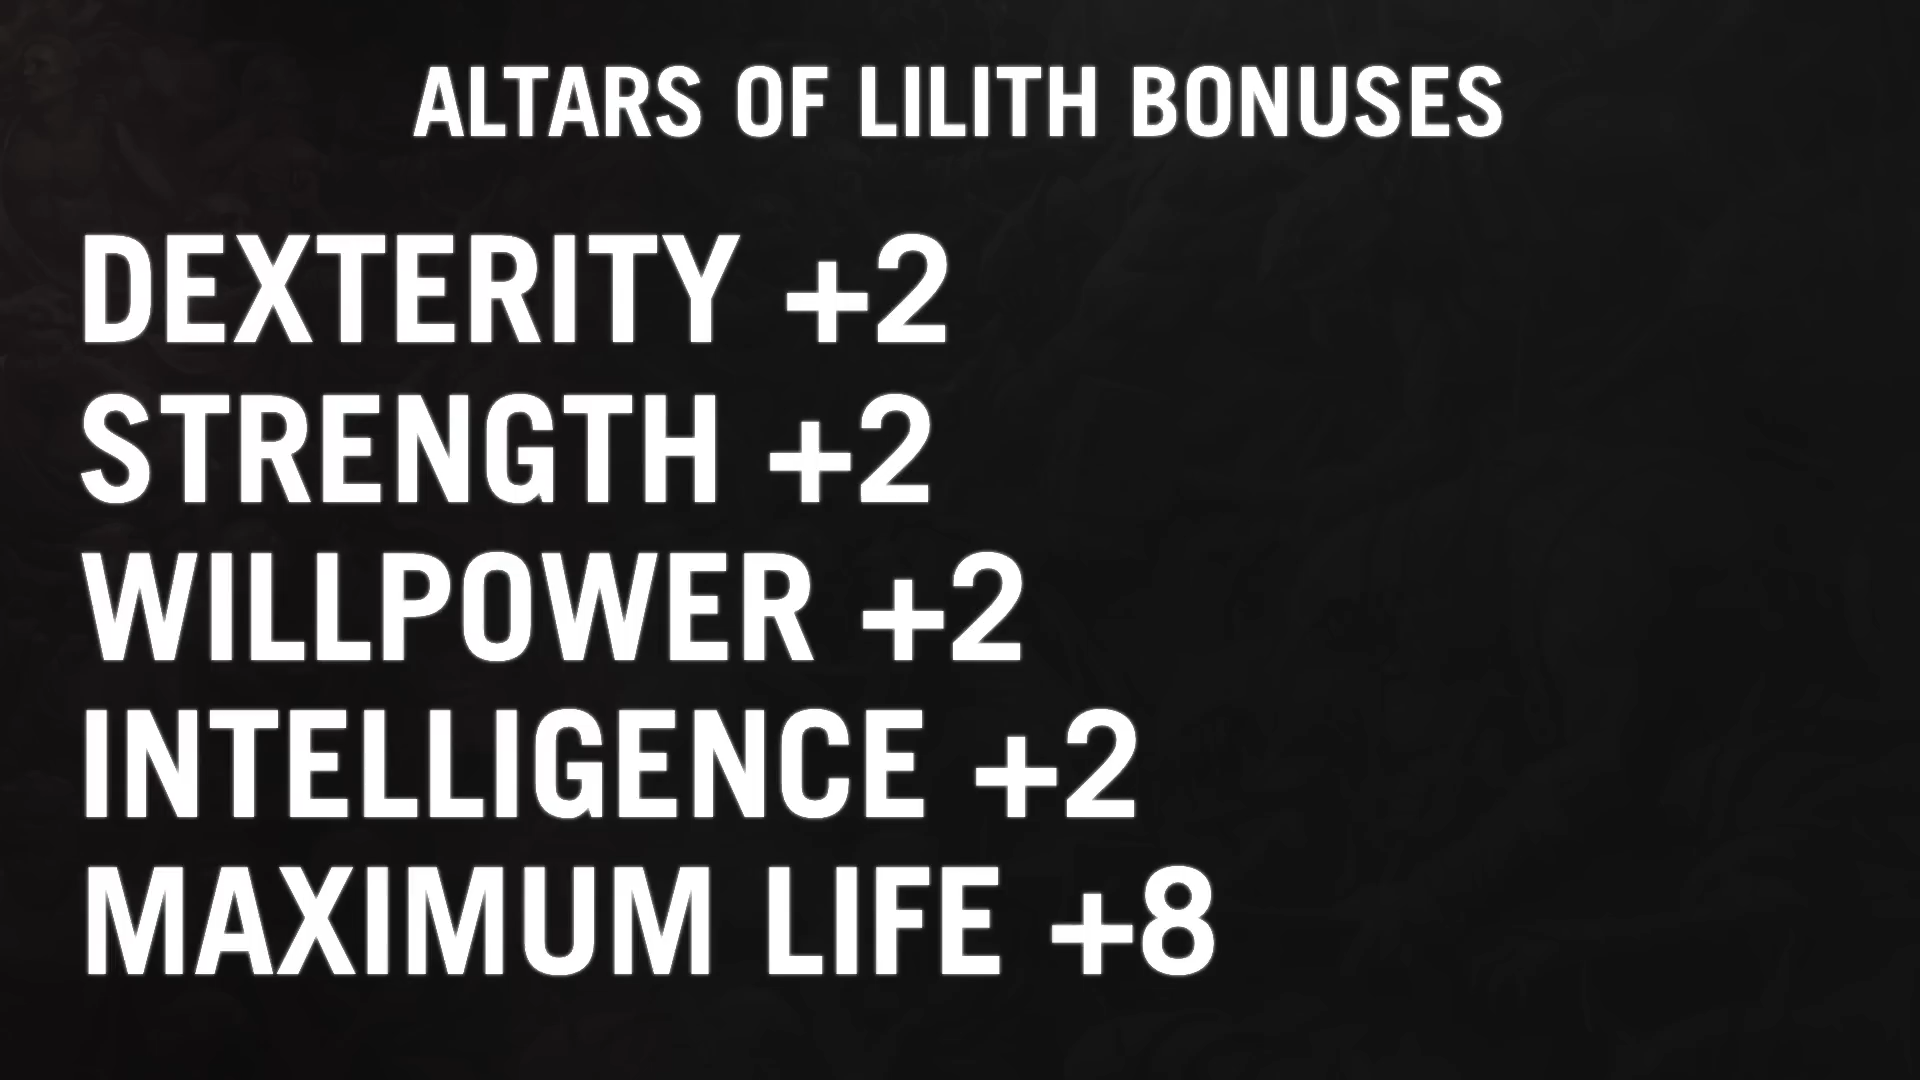 ALTARS OF LILITH BONUSES
DEXTERITY +2
STRENGTH +2
WILLPOWER +2
INTELLIGENCE +2
MAXIMUM LIFE +8